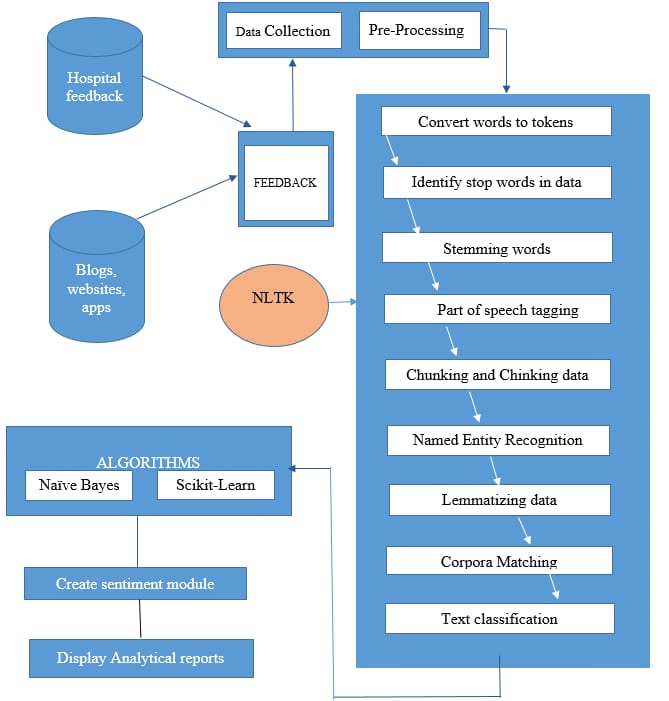 Data Collection
Pre-Processing
Hospital
feedback
FEEDBACK
Blogs,
websites,
apps
NLTK
Convert words to tokens
Identify stop words in data
Stemming words
Part of speech tagging
Chunking and Chinking data
Named Entity Recognition
Lemmatizing data
Corpora Matching
Text classification
ALGORITHMS
Naïve Bayes
Scikit-Learn
Create sentiment module
Display Analytical reports